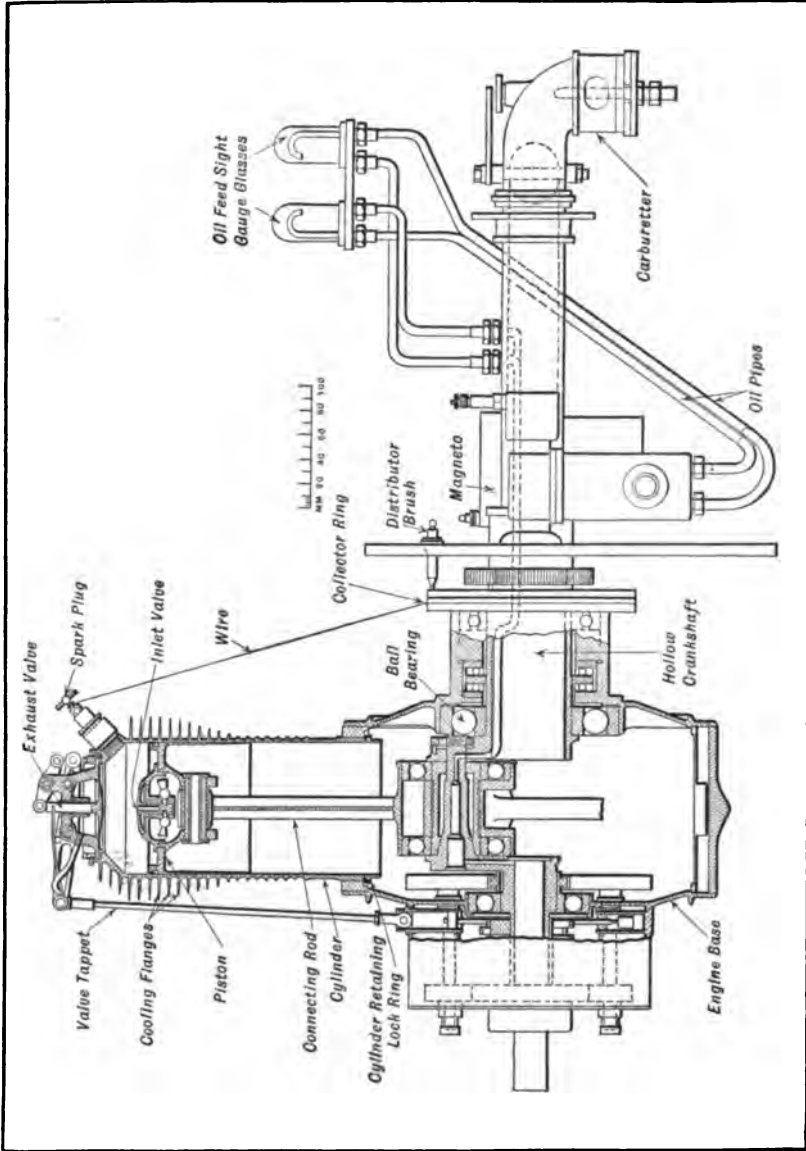 Exhaust Valve
Spark Plug
Inlet Valve
Wire
Collector Ring
Distributor
Brush
Magneto
MM 20 40 60 80 100
Oil Feed Sight
Gauge Glasses
Carburetter
Oil Pipes
Ball
Bearing
Hollow
Crankshaft
Valve Tappet
Cooling Flanges
Piston
Connecting Rod
Cylinder
Cylinder Retaining
Lock Ring
Engine Base